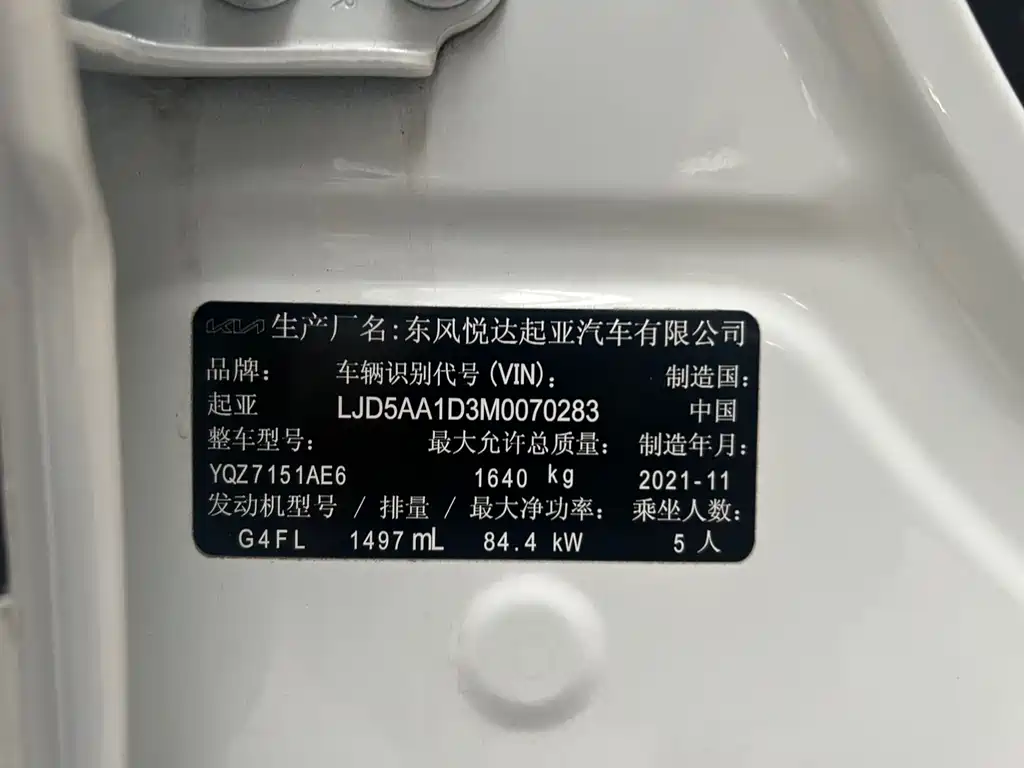 R
KIA 生产厂名:东风悦达起亚汽车有限公司
品牌: 车辆识别代号(VIN): 制造国:
起亚 LJD5AA1D3M0070283 中国
整车型号: 最大允许总质量: 制造年月:
YQZ7151AE6 1640 kg 2021-11
发动机型号 / 排量 / 最大净功率: 乘坐人数:
G4FL 1497 mL 84.4 kW 5 人